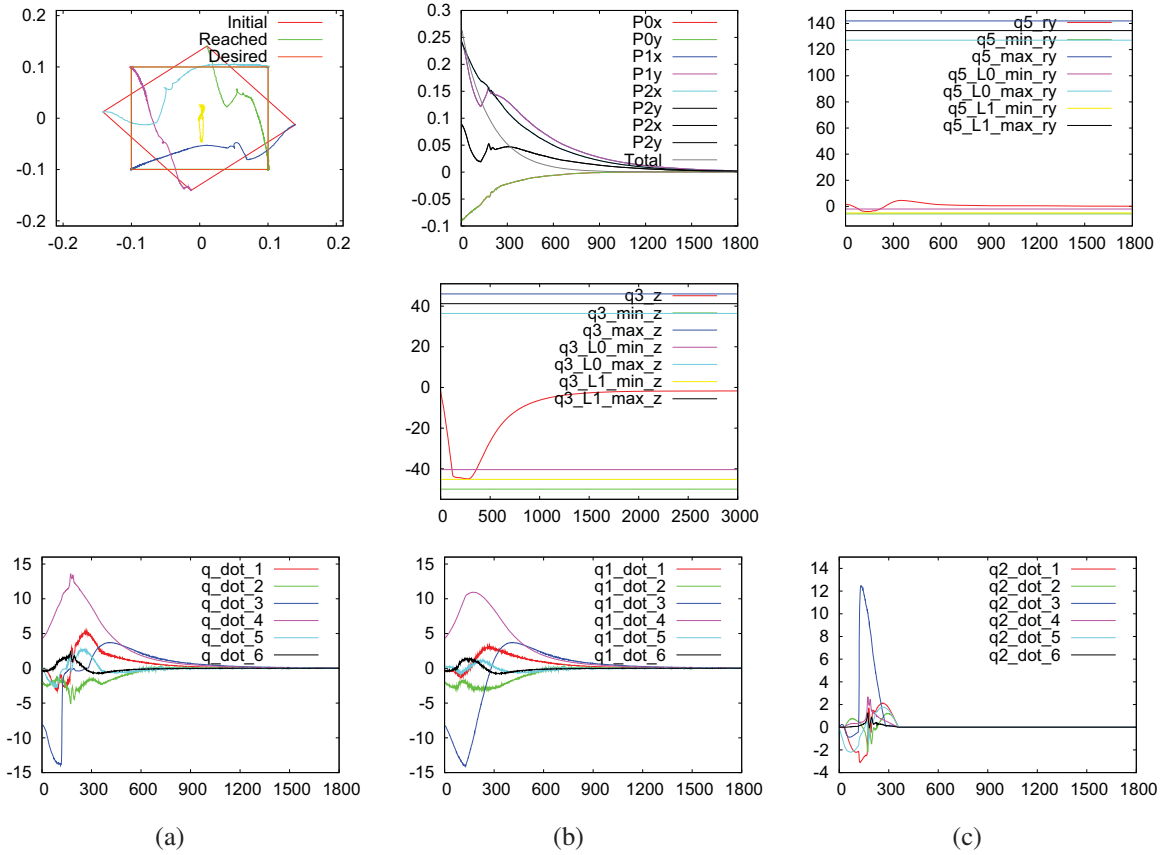 Initial
Reached
Desired
0.2
0.1
0
-0.1
-0.2
-0.2 -0.1 0 0.1 0.2
P0x
P0y
P1x
P1y
P2x
P2y
P2x
P2y
Total
0.3
0.25
0.2
0.15
0.1
0.05
0
-0.05
0.1
0 300 600 900 1200 1500 1800
q5_ry
q5_min_ry
q5_max_ry
q5_L0_min_ry
q5_L0_max_ry
q5_L1_min_ry
q5_L1_max_ry
140
120
100
80
60
40
20
0
0 300 600 900 1200 1500 1800
q3_z
q3_min_z
q3_max_z
q3_L0_min_z
q3_L0_max_z
q3_L1_min_z
q3_L1_max_z
40
20
0
-20
-40
0 500 1000 1500 2000 2500 3000
q_dot_1
q_dot_2
q_dot_3
q_dot_4
q_dot_5
q_dot_6
15
10
5
0
-5
-10
-15
0 300 600 900 1200 1500 1800
q1_dot_1
q1_dot_2
q1_dot_3
q1_dot_4
q1_dot_5
q1_dot_6
15
10
5
0
-5
-10
-15
0 300 600 900 1200 1500 1800
q2_dot_1
q2_dot_2
q2_dot_3
q2_dot_4
q2_dot_5
q2_dot_6
14
12
10
8
6
4
2
0
-2
-4
0 300 600 900 1200 1500 1800
(a) (b) (c)